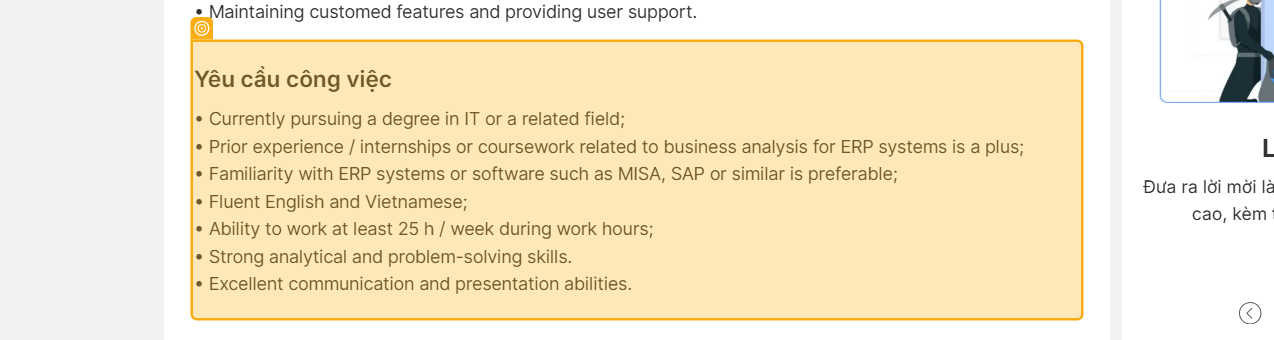 • Maintaining customed features and providing user support.
Yêu cầu công việc
• Currently pursuing a degree in IT or a related field;
• Prior experience / internships or coursework related to business analysis for ERP systems is a plus;
• Familiarity with ERP systems or software such as MISA, SAP or similar is preferable;
• Fluent English and Vietnamese;
• Ability to work at least 25 h / week during work hours;
• Strong analytical and problem-solving skills.
• Excellent communication and presentation abilities.
L
Đưa ra lời mời là
cao, kèm t